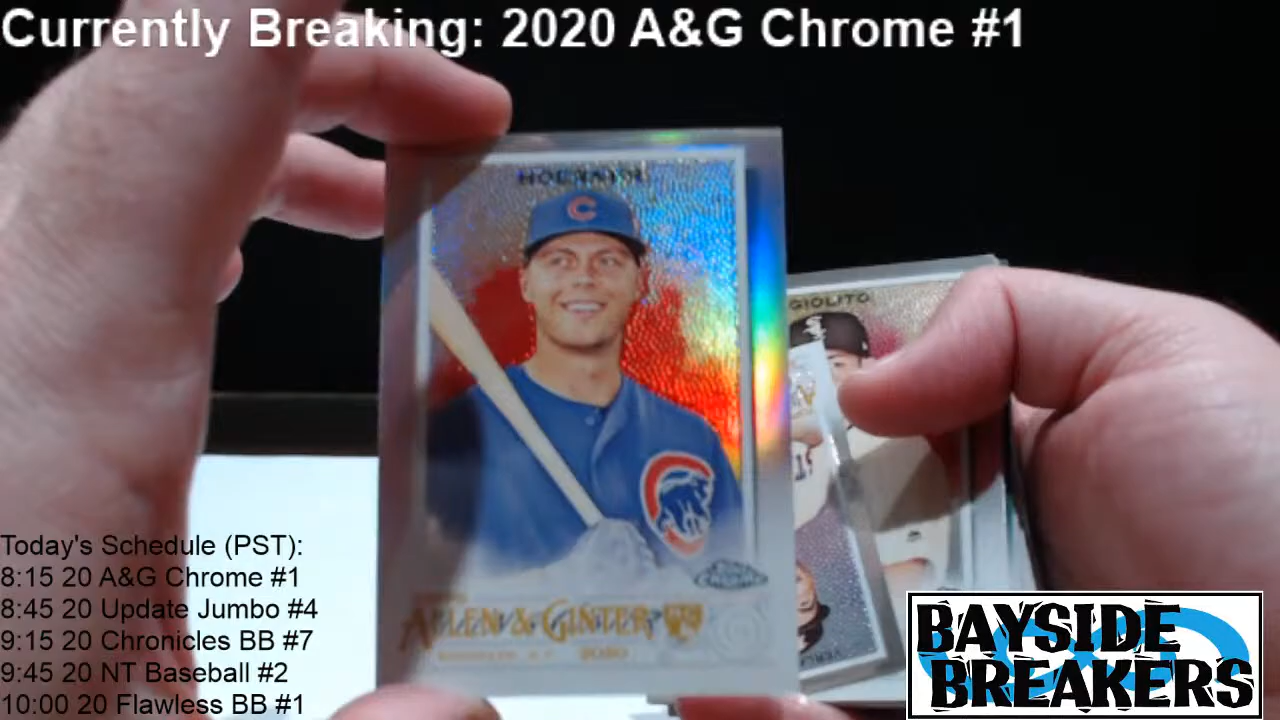 Currently Breaking: 2020 A&G Chrome #1
HOERNER
C
GIOLITO
SOX
ALLEN & GINTER
2020
Today's Schedule (PST):
8:15 20 A&G Chrome #1
8:45 20 Update Jumbo #4
9:15 20 Chronicles BB #7
9:45 20 NT Baseball #2
10:00 20 Flawless BB #1
BAYSIDE
BREAKERS